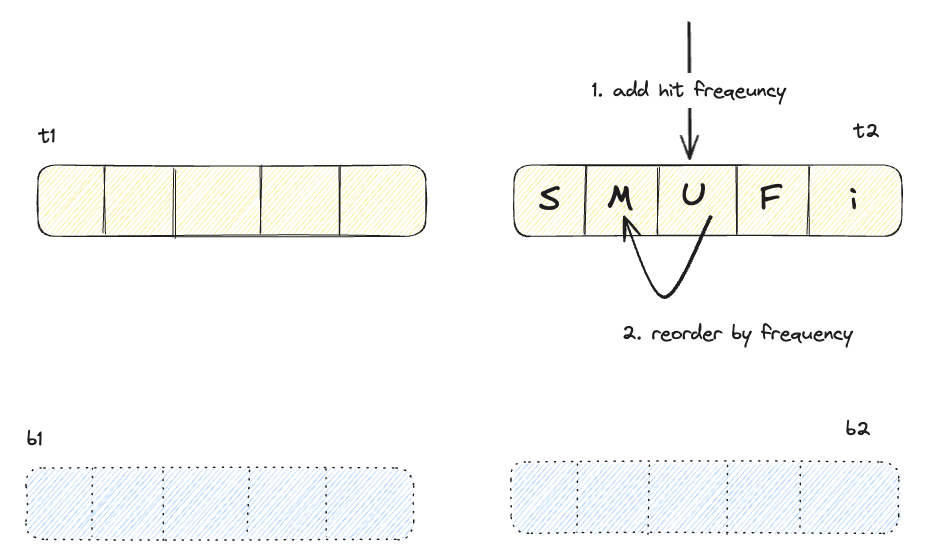 1. add hit freqeuncy
t1
t2
S M U F i
2. reorder by frequency
b1
b2